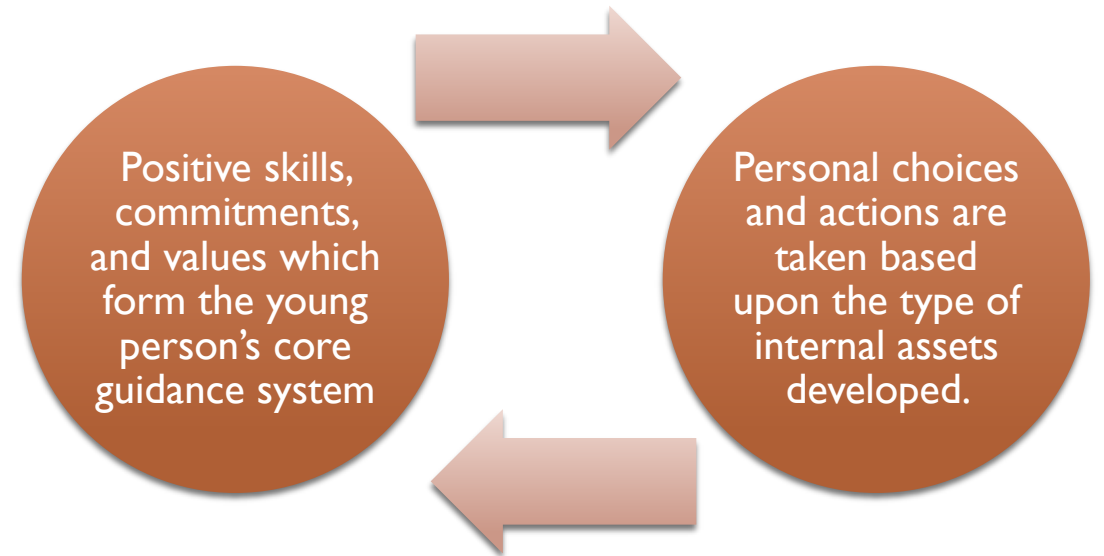 Positive skills,
commitments,
and values which
form the young
person’s core
guidance system
Personal choices
and actions are
taken based
upon the type of
internal assets
developed.